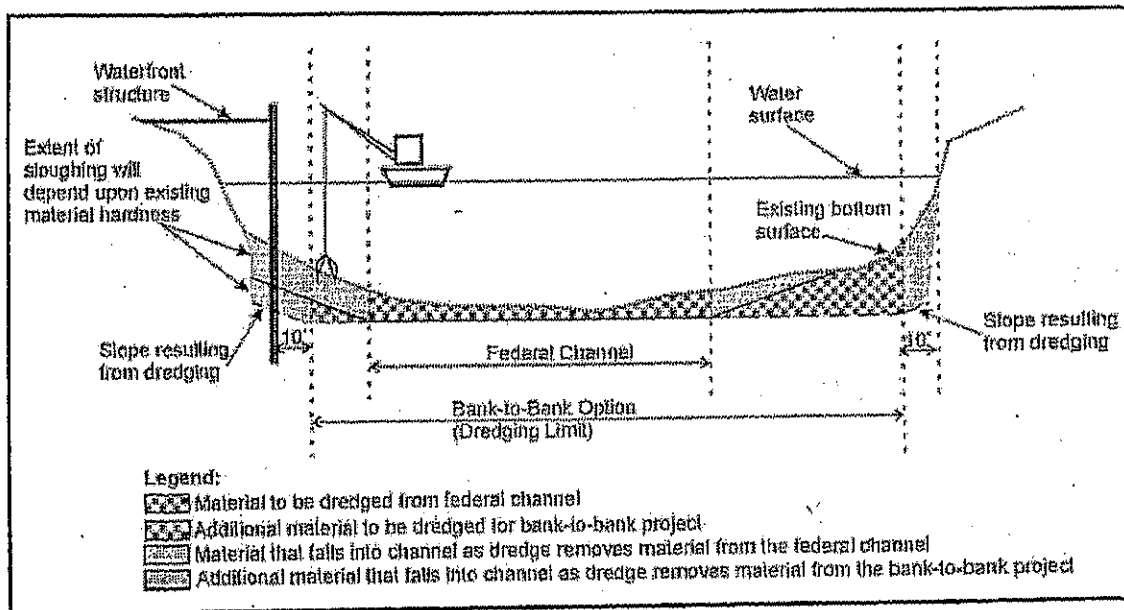 Waterfront
structure
Extent of
sloughing will
depend upon existing
material hardness
Water
surface
Existing bottom
surface
Slope resulting
from dredging
10'
Federal Channel
10'
Slope resulting
from dredging
Bank-to-Bank Option
(Dredging Limit)
Legend:
Material to be dredged from federal channel
Additional material to be dredged for bank-to-bank project
Material that falls into channel as dredge removes material from the federal channel
Additional material that falls into channel as dredge removes material from the bank-to-bank project